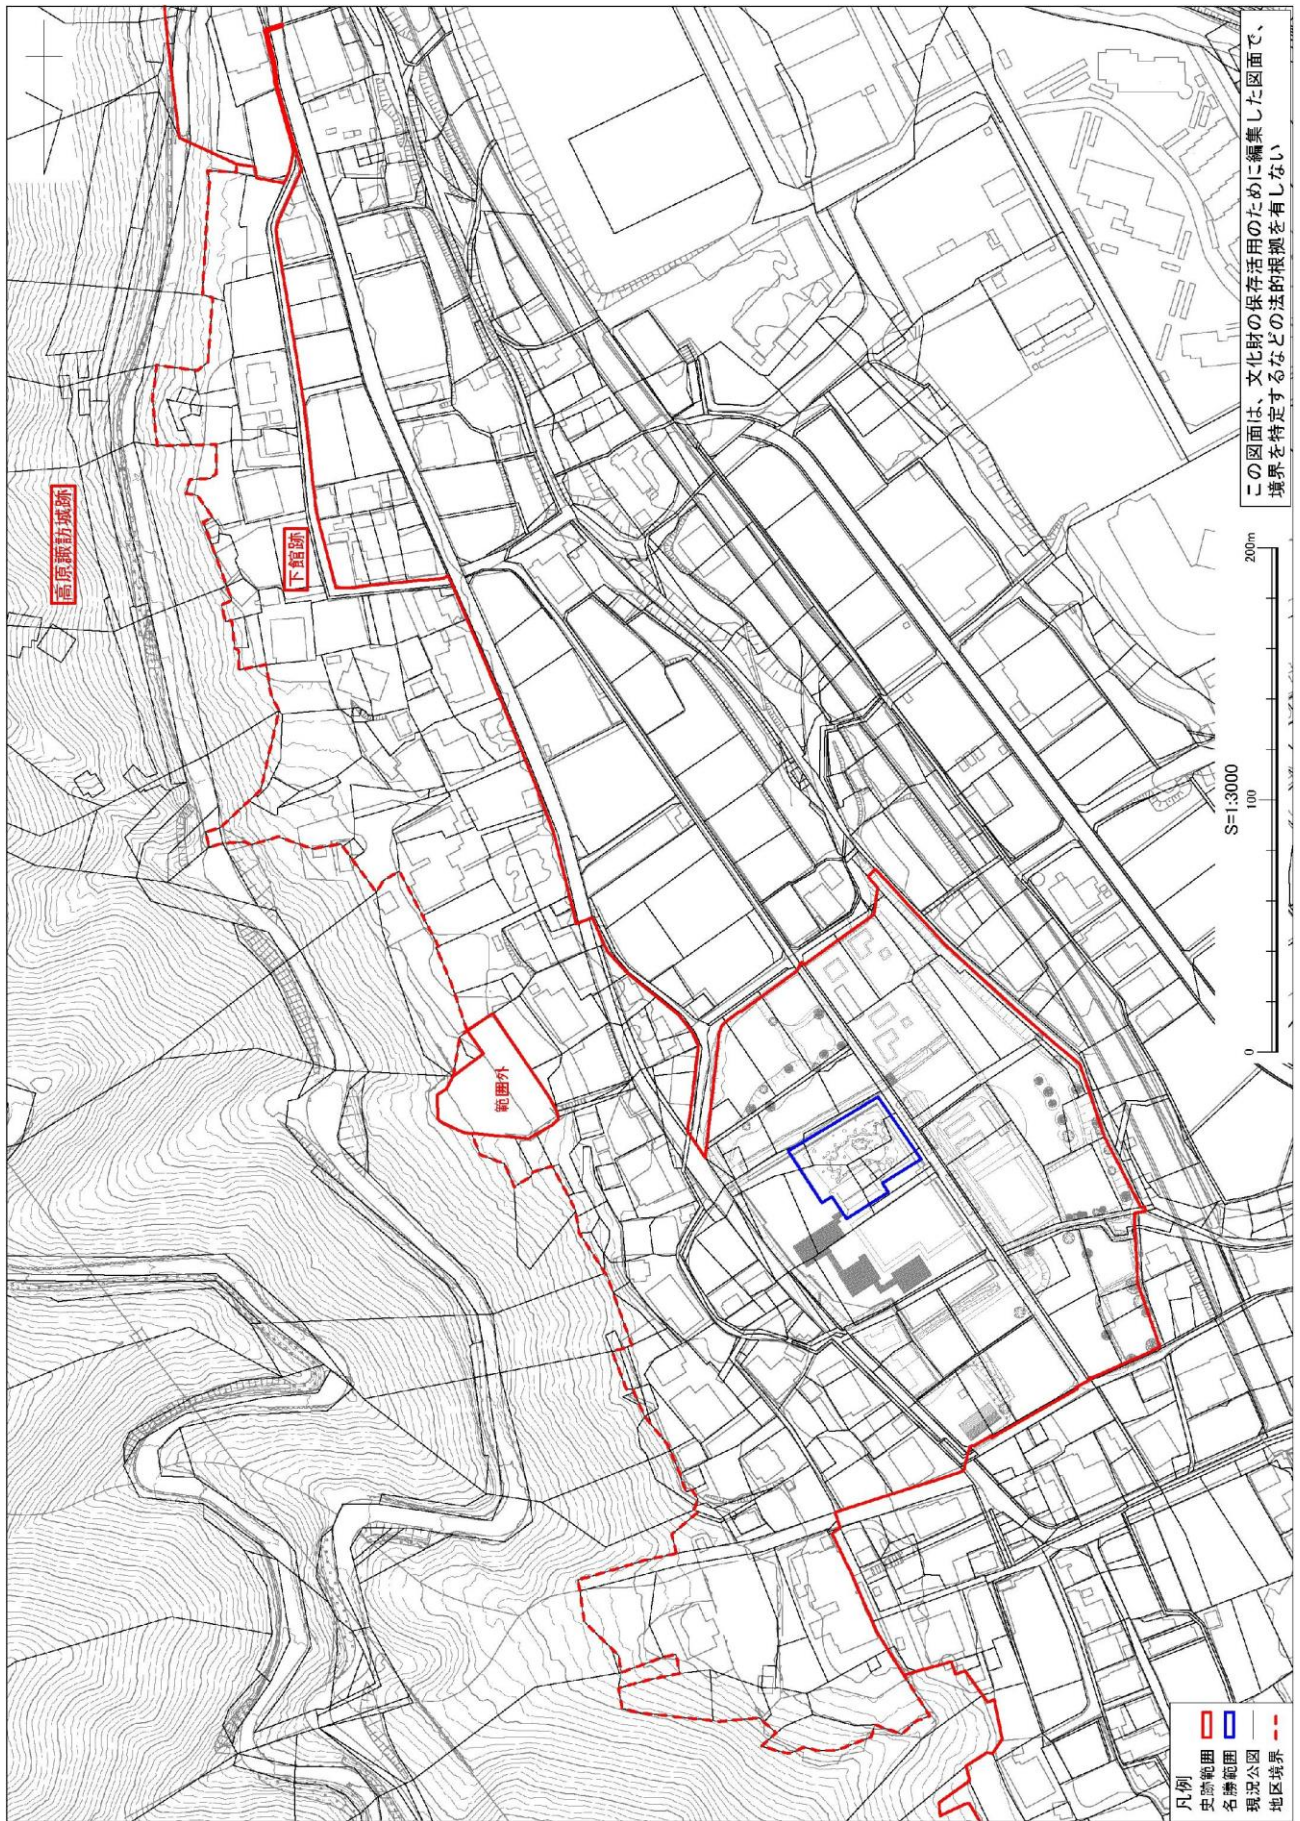 高原諏訪城跡
下館跡
範囲外
この図面は、文化財の保存活用のために編集した図面で、
境界を特定するなどの法的根拠を有しない
S=1:3000
0 100 200m
凡例
史跡範囲
名勝範囲
現況公図
地区境界